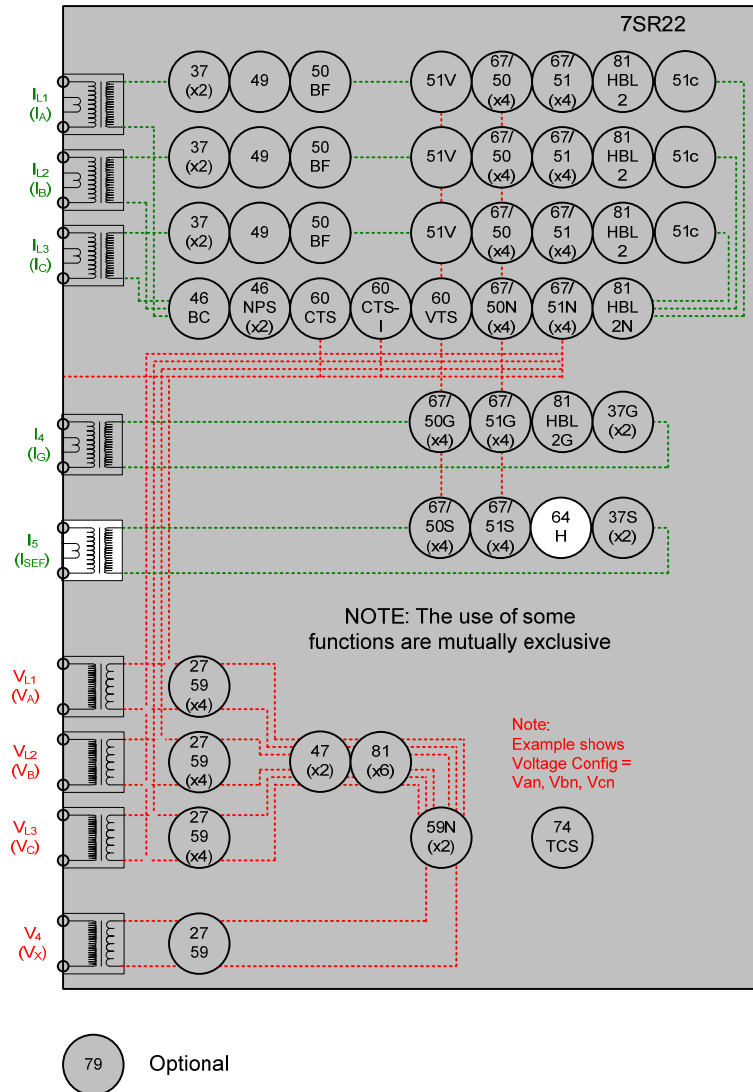 7SR22
IL1
(IA)
37
(x2)
49
50
BF
51V
67/
50
(x4)
67/
51
(x4)
81
HBL
2
51c
IL2
(IB)
37
(x2)
49
50
BF
51V
67/
50
(x4)
67/
51
(x4)
81
HBL
2
51c
IL3
(IC)
37
(x2)
49
50
BF
51V
67/
50
(x4)
67/
51
(x4)
81
HBL
2
51c
46
BC
46
NPS
(x2)
60
CTS
60
CTS-
I
60
VTS
67/
50N
(x4)
67/
51N
(x4)
81
HBL
2N
I4
(IG)
67/
50G
(x4)
67/
51G
(x4)
81
HBL
2G
37G
(x2)
I5
(ISEF)
67/
50S
(x4)
67/
51S
(x4)
64
H
37S
(x2)
NOTE: The use of some
functions are mutually exclusive
VL1
(VA)
27
59
(x4)
VL2
(VB)
27
59
(x4)
47
(x2)
81
(x6)
Note:
Example shows
Voltage Config =
Van, Vbn, Vcn
VL3
(VC)
27
59
(x4)
59N
(x2)
74
TCS
V4
(VX)
27
59
79
Optional